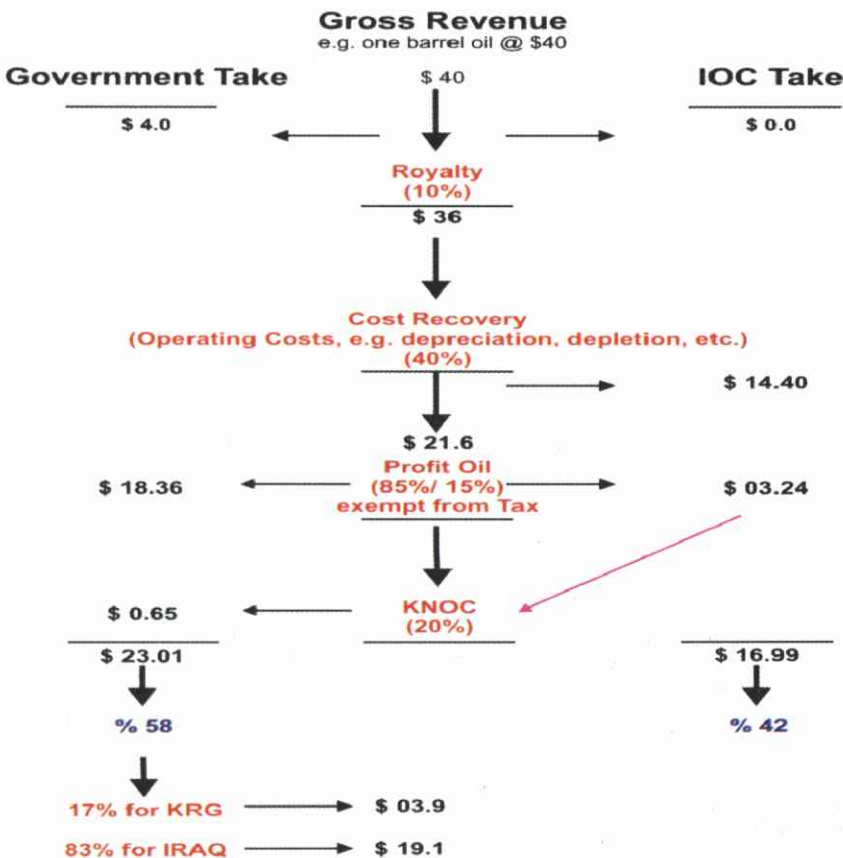 Gross Revenue
e.g. one barrel oil @ $40
Government Take
$ 40
IOC Take
$ 4.0
$ 0.0
Royalty
(10%)
$ 36
Cost Recovery
(Operating Costs, e.g. depreciation, depletion, etc.)
(40%)
$ 14.40
$ 21.6
Profit Oil
$ 18.36
(85%/ 15%)
$ 03.24
exempt from Tax
KNOC
$ 0.65
(20%)
$ 23.01
$ 16.99
% 58
% 42
17% for KRG
$ 03.9
83% for IRAQ
$ 19.1